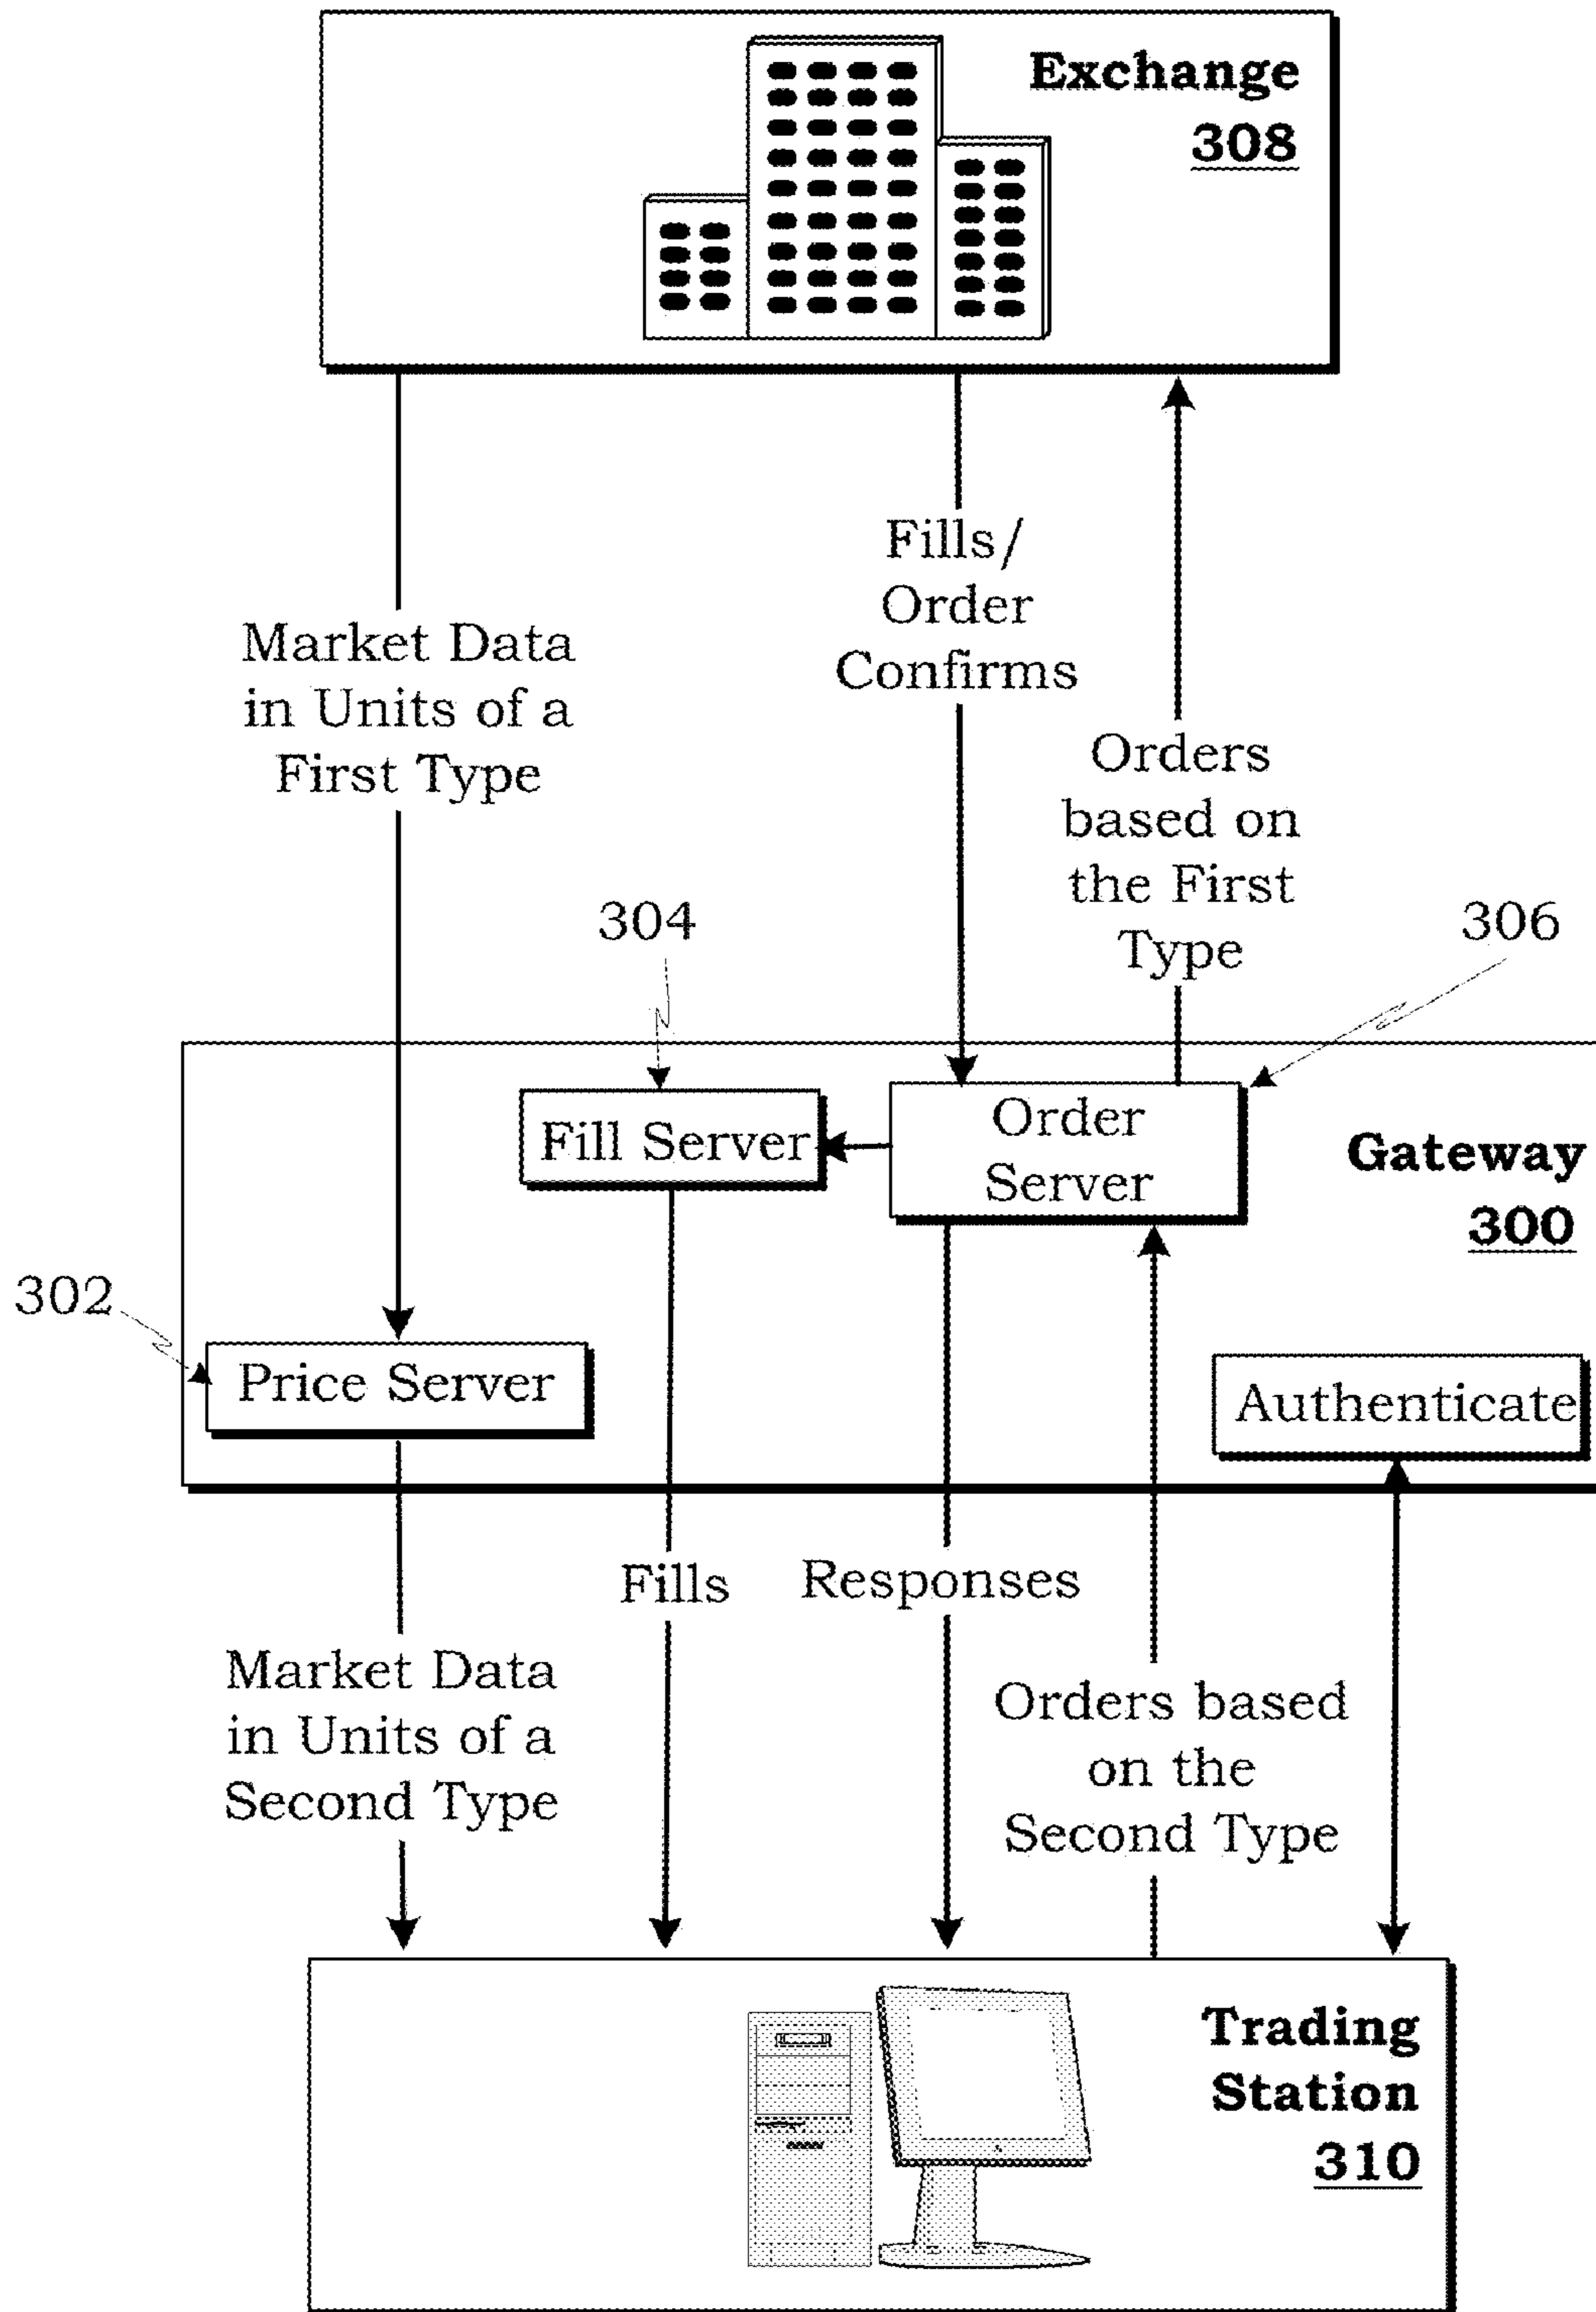 Exchange
308
Fills/
Order
Confirms
Market Data
in Units of a
First Type
Orders
based on
the First
Type
304
306
Fill Server
Order
Server
Gateway
300
302
Price Server
Authenticate
Fills
Responses
Market Data
in Units of a
Second Type
Orders based
on the
Second Type
Trading
Station
310